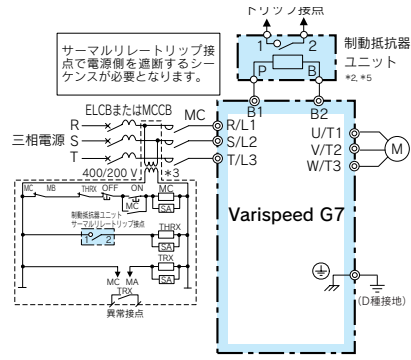 トリップ接点
1 2
サーマルリレートリップ接
点で電源側を遮断するシー
ケンスが必要となります。
制動抵抗器
ユニット
*2, *5
P B
B1 B2
ELCBまたはMCCB MC
三相電源
R R/L1
S S/L2
T T/L3
400/200 V *3
U/T1
V/T2
W/T3
M
MC MB THRX OFF ON MC
MC SA
制動抵抗器ユニット
サーマルリレートリップ接点
1 2
THRX
SA
TRX
SA
MC MA
TRX
異常接点
Varispeed G7
(D種接地)